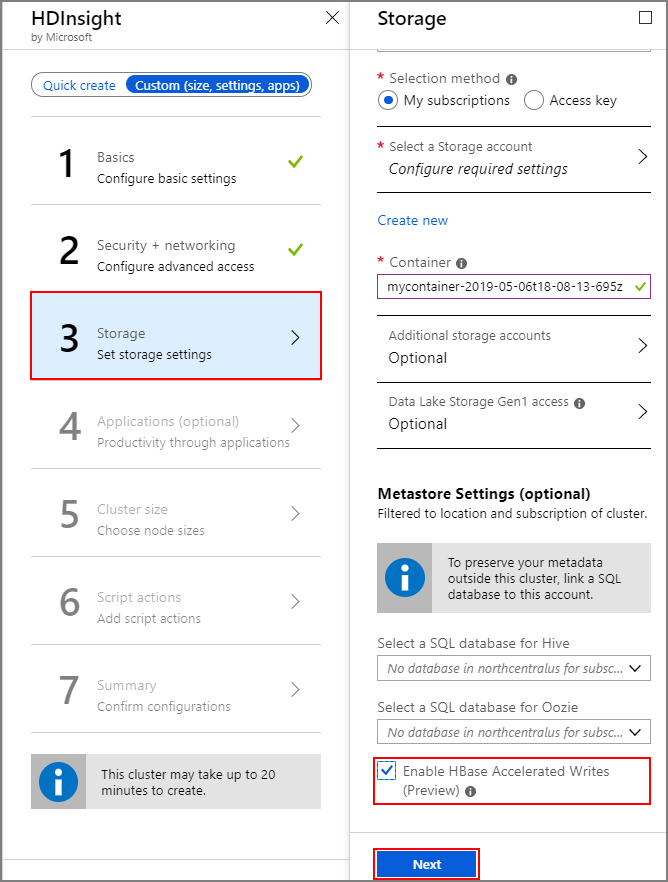 HDInsight
by Microsoft
Quick create
Custom (size, settings, apps)
1
Basics
Configure basic settings
2
Security + networking
Configure advanced access
3
Storage
Set storage settings
4
Applications (optional)
Productivity through applications
5
Cluster size
Choose node sizes
6
Script actions
Add script actions
7
Summary
Confirm configurations
This cluster may take up to 20
minutes to create.
Storage
* Selection method
My subscriptions
Access key
* Select a Storage account
Configure required settings
Create new
* Container
mycontainer-2019-05-06t18-08-13-695z
Additional storage accounts
Optional
Data Lake Storage Gen1 access
Optional
Metastore Settings (optional)
Filtered to location and subscription of cluster.
To preserve your metadata
outside this cluster, link a SQL
database to this account.
Select a SQL database for Hive
No database in northcentralus for subsc...
Select a SQL database for Oozie
No database in northcentralus for subsc...
Enable HBase Accelerated Writes
(Preview)
Next